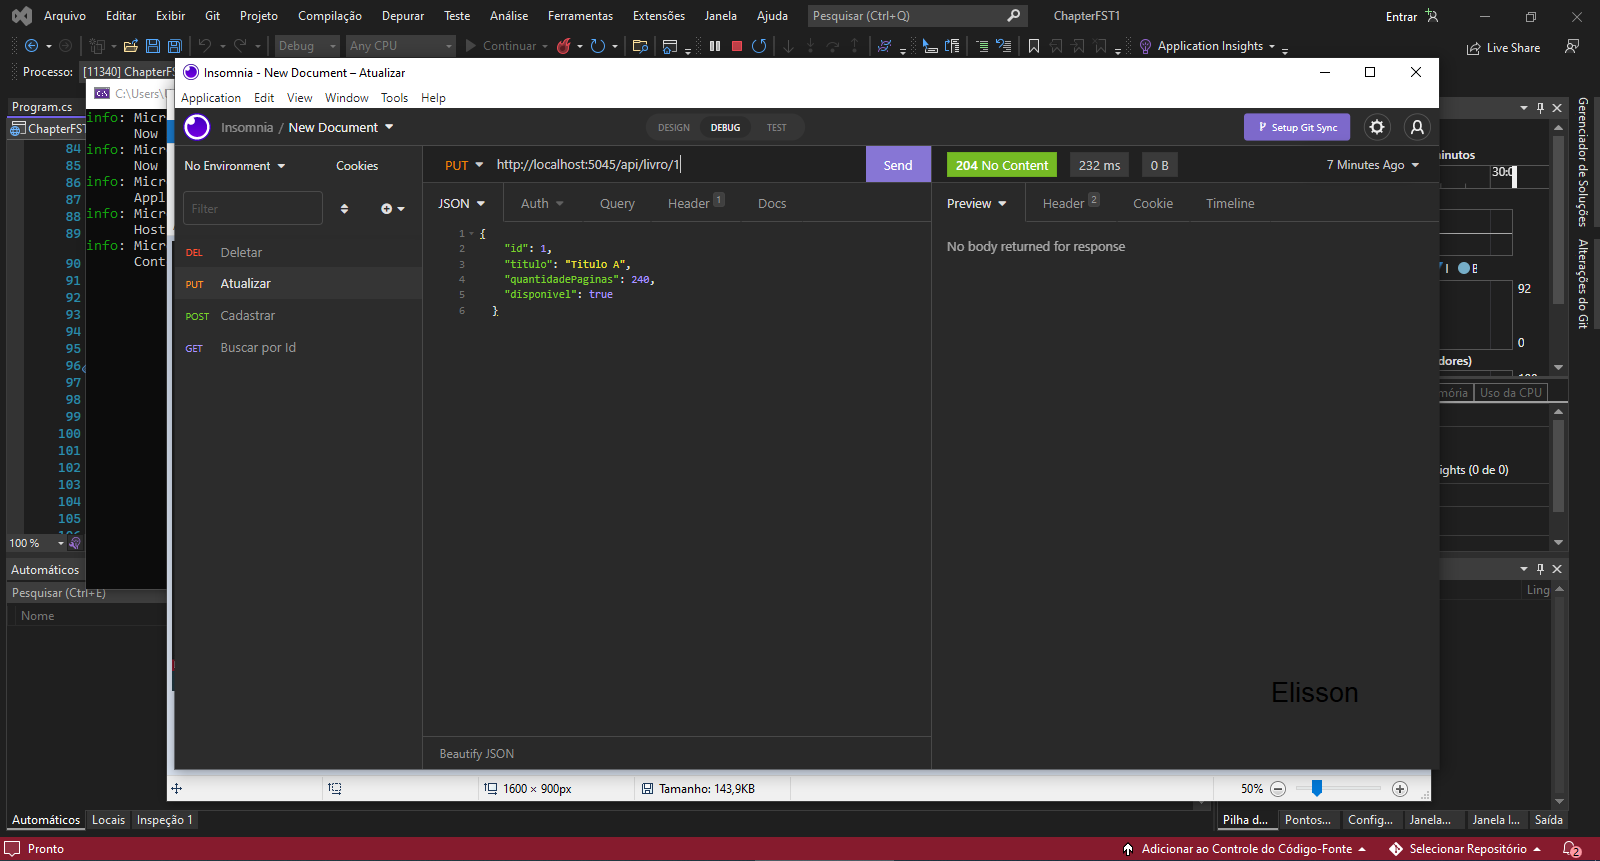 Arquivo Editar Exibir Git Projeto Compilação Depurar Teste Análise Ferramentas Extensões Janela Ajuda Pesquisar (Ctrl+Q) ChapterFST1 Entrar
Debug Any CPU Continuar Application Insights Live Share
Processo: [11340] ChapterFS
Insomnia - New Document – Atualizar
C:\Users\
Application Edit View Window Tools Help
Program.cs
ChapterFST
Insomnia / New Document DESIGN DEBUG TEST Setup Git Sync
No Environment Cookies PUT http://localhost:5045/api/livro/1 Send 204 No Content 232 ms 0 B 7 Minutes Ago
Filter JSON Auth Query Header 1 Docs Preview Header 2 Cookie Timeline
84 info: Micr
85 Now
86 info: Micr
87 Appl
88 info: Micr
89 Host
info: Micr
90 Cont
91
92
93
94
95
96
97
98
99
100
101
102
103
104
105
DEL Deletar
PUT Atualizar
POST Cadastrar
GET Buscar por Id
1 {
2 "id": 1,
3 "titulo": "Titulo A",
4 "quantidadePaginas": 240,
5 "disponivel": true
6 }
No body returned for response
Elisson
Beautify JSON
inutos
30:0
92
0
dores)
mória Uso da CPU
ights (0 de 0)
Gerenciador de Soluções
Alterações do Git
100 %
Automáticos
Pesquisar (Ctrl+E)
Nome
Ling
1600 × 900px Tamanho: 143,9KB 50%
Automáticos Locais Inspeção 1 Pilha d... Pontos... Config... Janela... Janela I... Saída
Pronto Adicionar ao Controle do Código-Fonte Selecionar Repositório 2